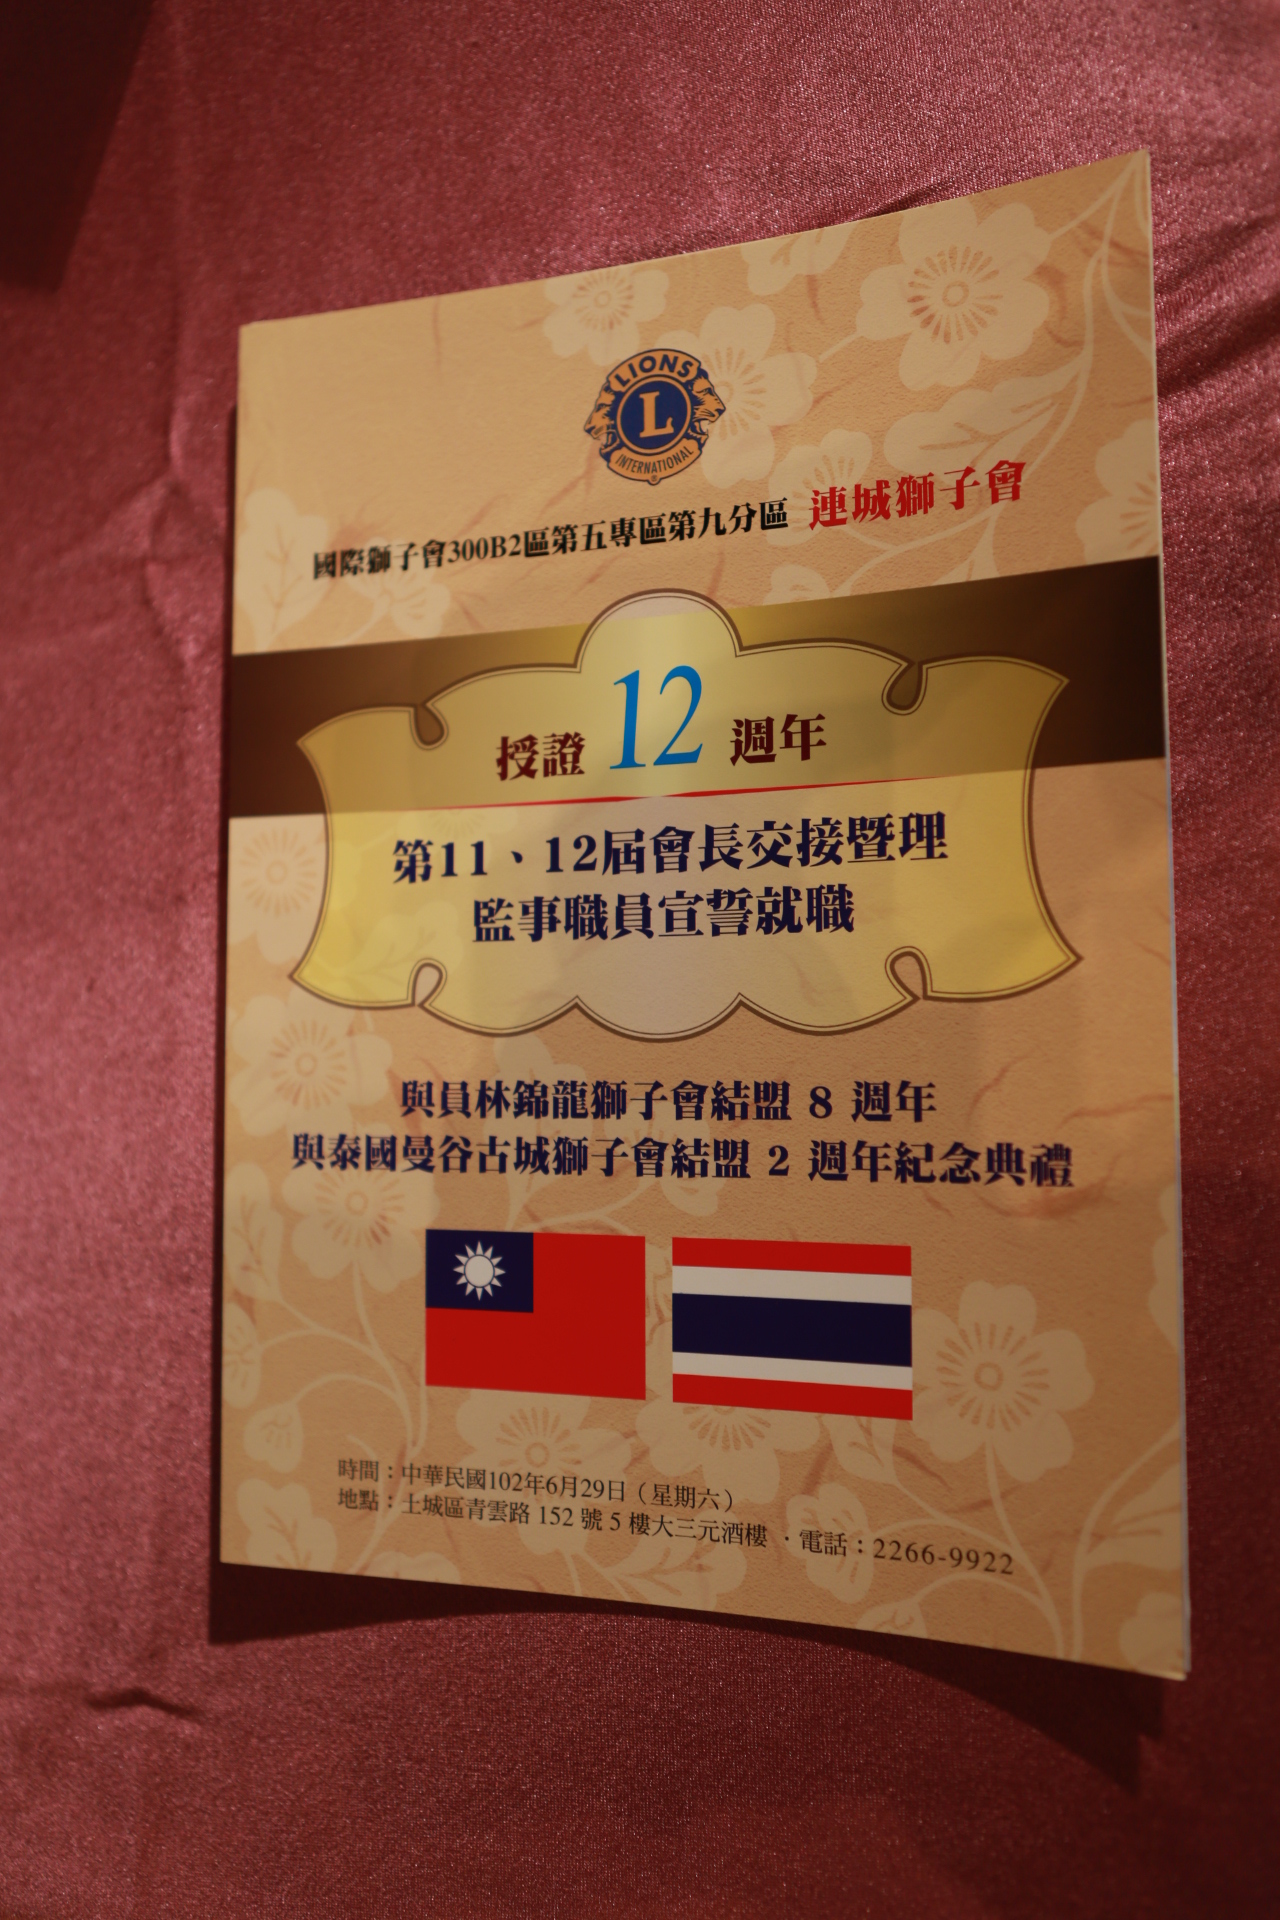 LIONS
L
INTERNATIONAL
國際獅子會300B2區第五專區第九分區 連城獅子會
授證 12 週年
第11、12屆會長交接暨理
監事職員宣誓就職
與員林錦龍獅子會結盟 8 週年
與泰國曼谷古城獅子會結盟 2 週年紀念典禮
時間：中華民國102年6月29日（星期六）
地點：土城區青雲路 152 號 5 樓大三元酒樓 ．電話：2266-9922